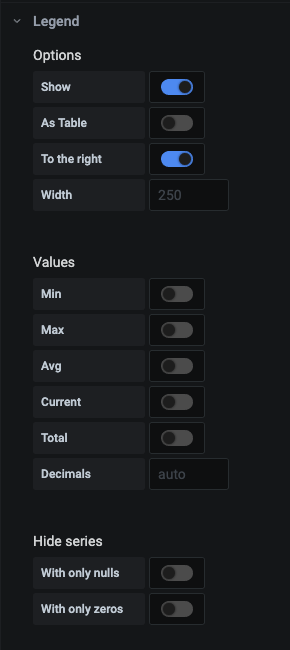 Legend
Options
Show
As Table
To the right
Width 250
Values
Min
Max
Avg
Current
Total
Decimals auto
Hide series
With only nulls
With only zeros